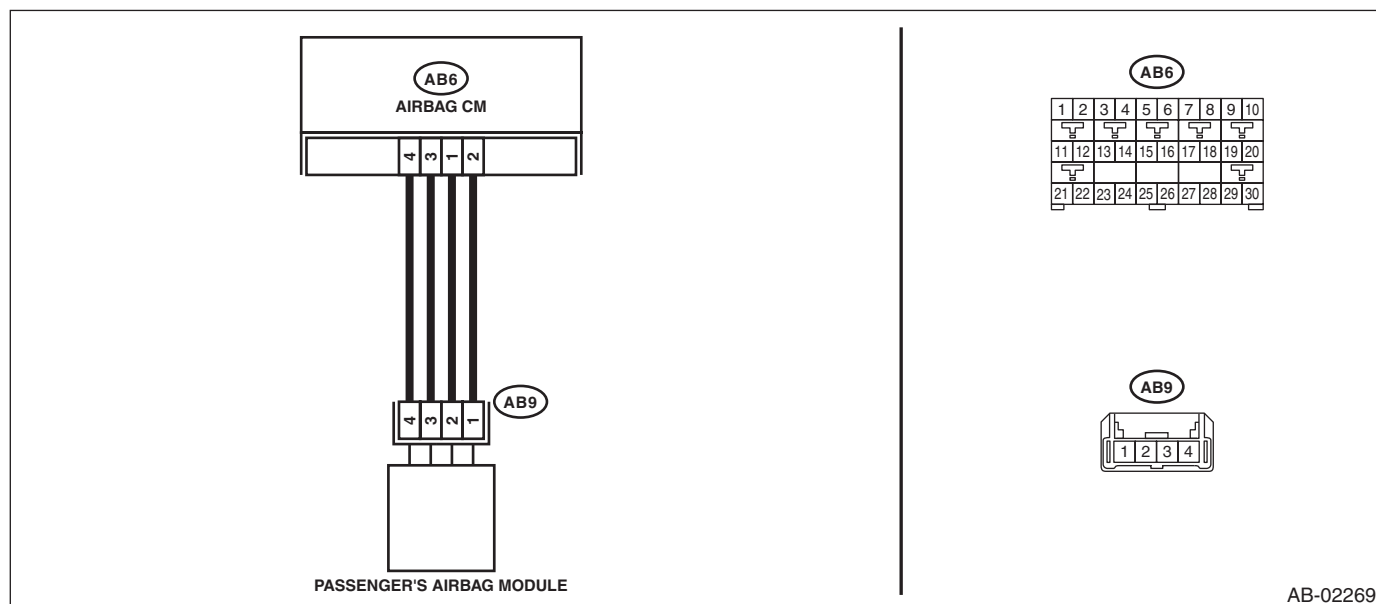 AB6
AIRBAG CM
4 3 1 2
AB9
4 3 2 1
PASSENGER'S AIRBAG MODULE
AB6
1 2 3 4 5 6 7 8 9 10
11 12 13 14 15 16 17 18 19 20
21 22 23 24 25 26 27 28 29 30
AB9
1 2 3 4
AB-02269